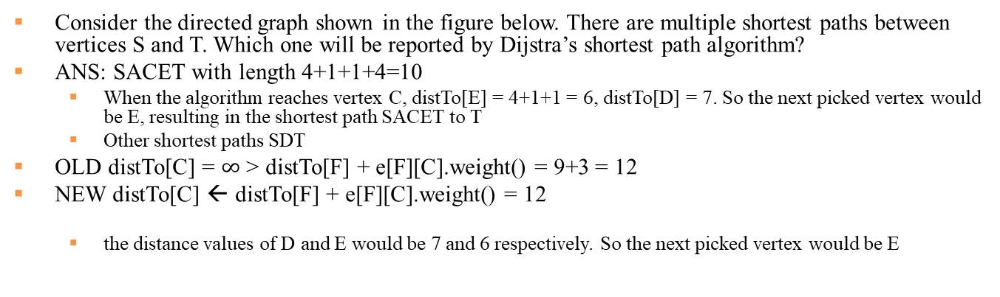 ▪ Consider the directed graph shown in the figure below. There are multiple shortest paths between
vertices S and T. Which one will be reported by Dijstra’s shortest path algorithm?
▪ ANS: SACET with length 4+1+1+4=10
▪ When the algorithm reaches vertex C, distTo[E] = 4+1+1 = 6, distTo[D] = 7. So the next picked vertex would
be E, resulting in the shortest path SACET to T
▪ Other shortest paths SDT
▪ OLD distTo[C] = ∞ > distTo[F] + e[F][C].weight() = 9+3 = 12
▪ NEW distTo[C] ← distTo[F] + e[F][C].weight() = 12
▪ the distance values of D and E would be 7 and 6 respectively. So the next picked vertex would be E